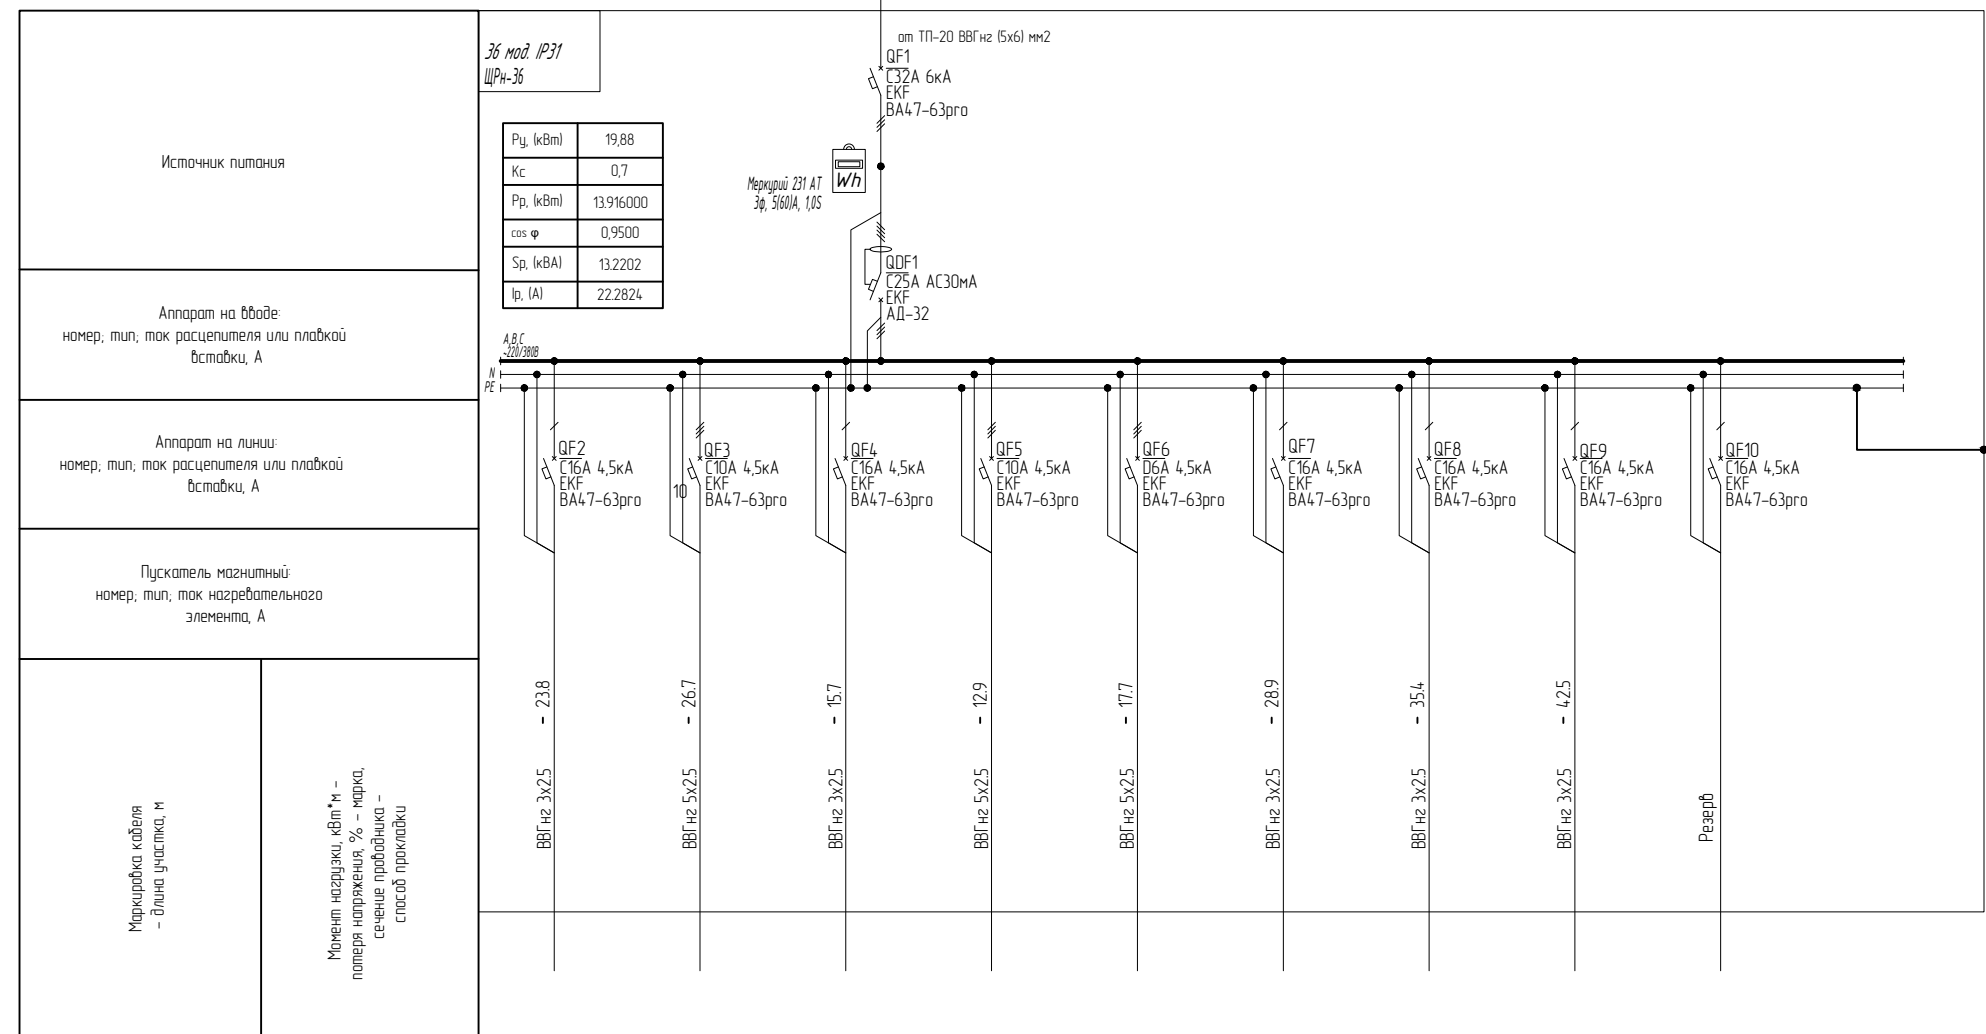 36 мод. IP31
ЩРн-36
от ТП-20 ВВГнг (5х6) мм2
QF1
C32А 6кА
EKF
ВА47-63pro
Источник питания
Ру, (кВт) 19,88
Кс 0,7
Рр, (кВт) 13.916000
cos φ 0,9500
Sp, (кВА) 13.2202
Ip, (А) 22.2824
Wh
Меркурий 231 АТ
3ф, 5(60)А, 1,0S
QDF1
C25А АС30мА
EKF
АД-32
Аппарат на вводе:
номер; тип; ток расцепителя или плавкой
вставки, А
А,В,С
~220/380В
N
PE
Аппарат на линии:
номер; тип; ток расцепителя или плавкой
вставки, А
QF2
C16А 4,5кА
EKF
ВА47-63pro
10
QF3
C10А 4,5кА
EKF
ВА47-63pro
QF4
C16А 4,5кА
EKF
ВА47-63pro
QF5
C10А 4,5кА
EKF
ВА47-63pro
QF6
D6А 4,5кА
EKF
ВА47-63pro
QF7
C16А 4,5кА
EKF
ВА47-63pro
QF8
C16А 4,5кА
EKF
ВА47-63pro
QF9
C16А 4,5кА
EKF
ВА47-63pro
QF10
C16А 4,5кА
EKF
ВА47-63pro
Пускатель магнитный:
номер; тип; ток нагревательного
элемента, А
Маркировка кабеля
- длина участка, м
Момент нагрузки, кВт*м -
потеря напряжения, % - марка,
сечение проводника -
способ прокладки
ВВГнг 3х2.5 - 23.8
ВВГнг 5х2.5 - 26.7
ВВГнг 3х2.5 - 15.7
ВВГнг 5х2.5 - 12.9
ВВГнг 5х2.5 - 17.7
ВВГнг 3х2.5 - 28.9
ВВГнг 3х2.5 - 35.4
ВВГнг 3х2.5 - 42.5
Резерв